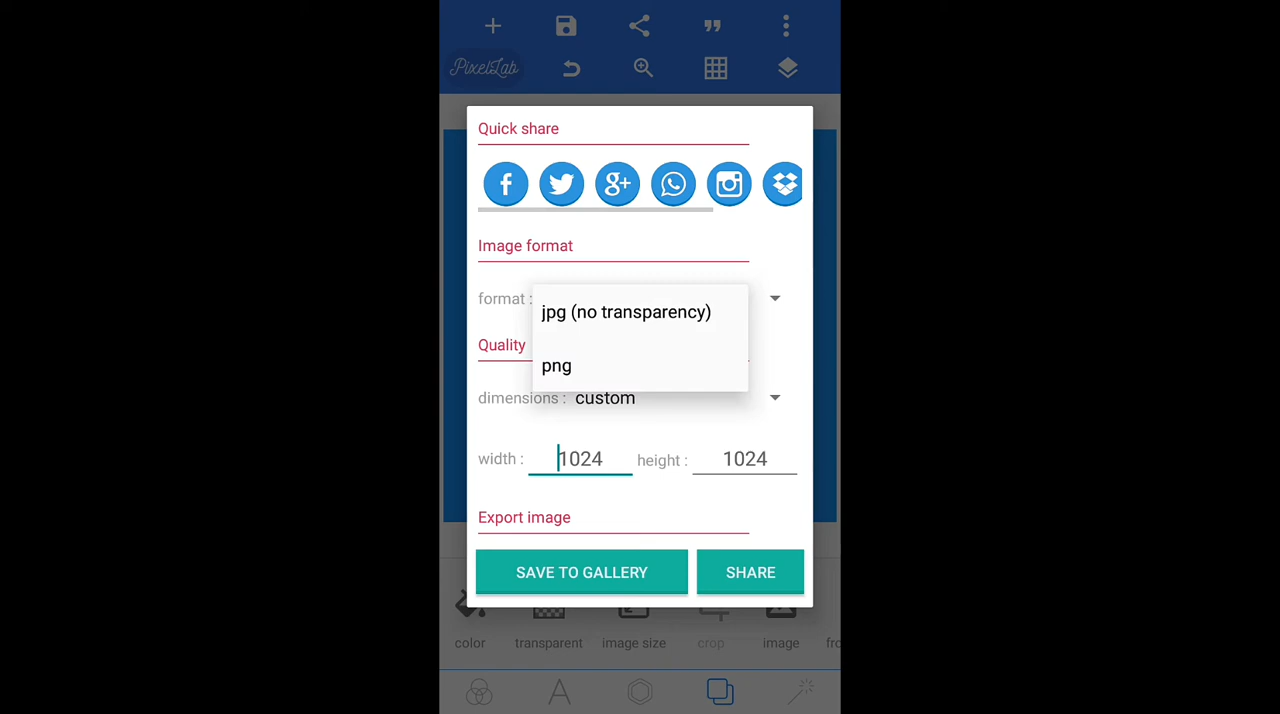 PixelLab
Quick share
Image format
format :
jpg (no transparency)
png
Quality
dimensions : custom
width : 1024 height : 1024
Export image
SAVE TO GALLERY SHARE
color transparent image size crop image fro